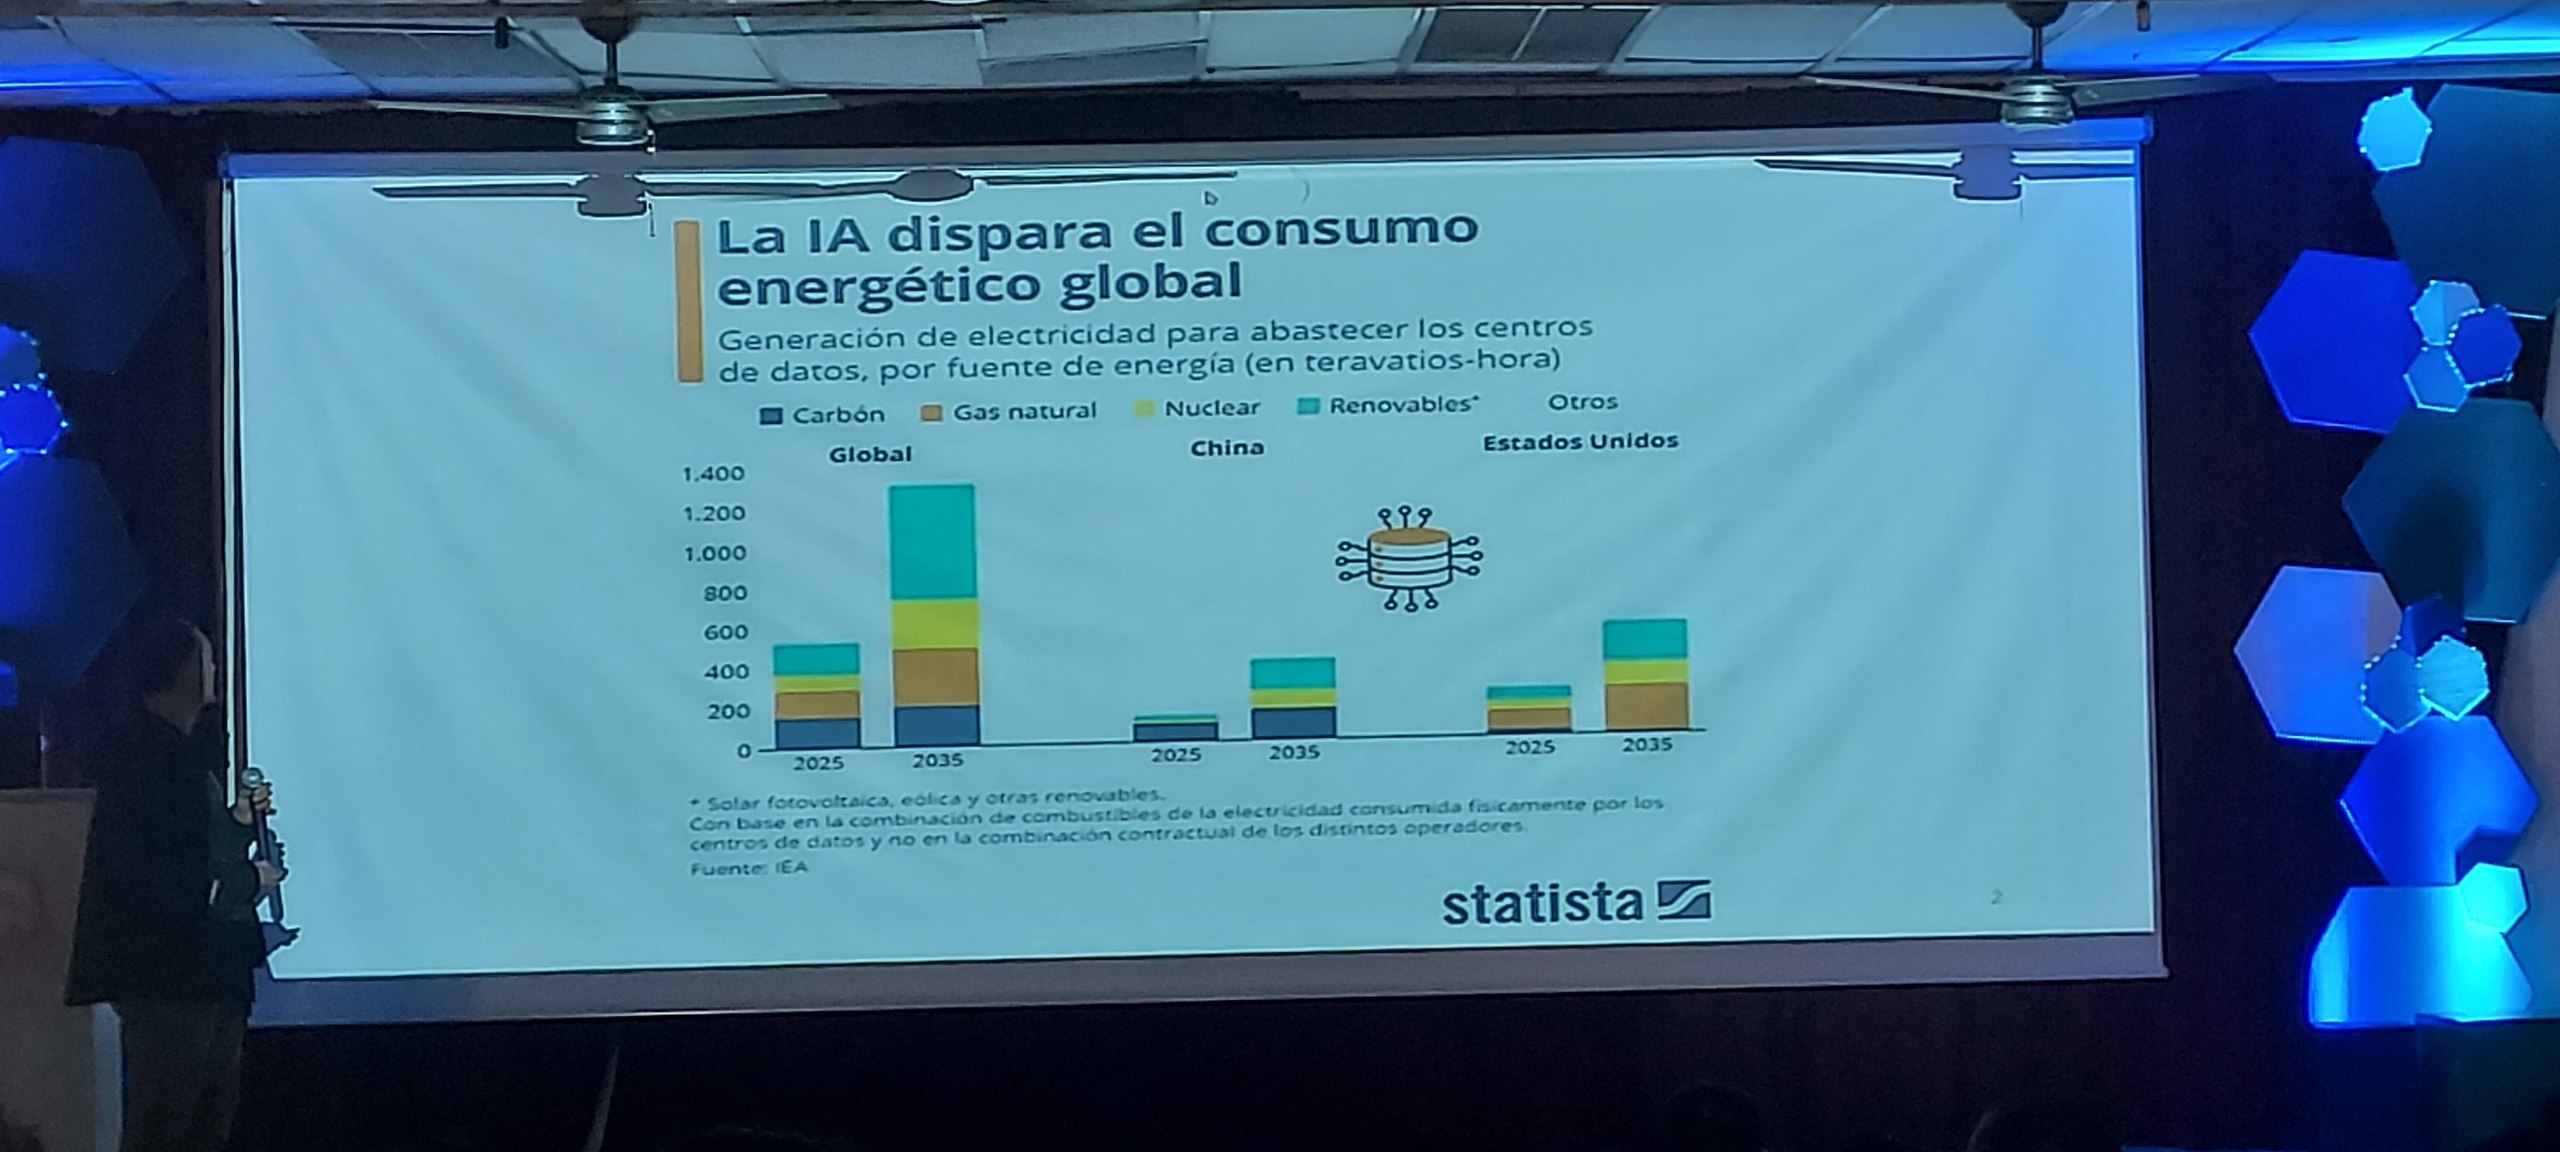 La IA dispara el consumo
energético global
Generación de electricidad para abastecer los centros
de datos, por fuente de energía (en teravatios-hora)
Carbón Gas natural Nuclear Renovables* Otros
Global China Estados Unidos
1.400
1.200
1.000
800
600
400
200
0
2025 2035 2025 2035 2025 2035
* Solar fotovoltaica, eólica y otras renovables.
Con base en la combinación de combustibles de la electricidad consumida físicamente por los
centros de datos y no en la combinación contractual de los distintos operadores.
Fuente: IEA
statista
2